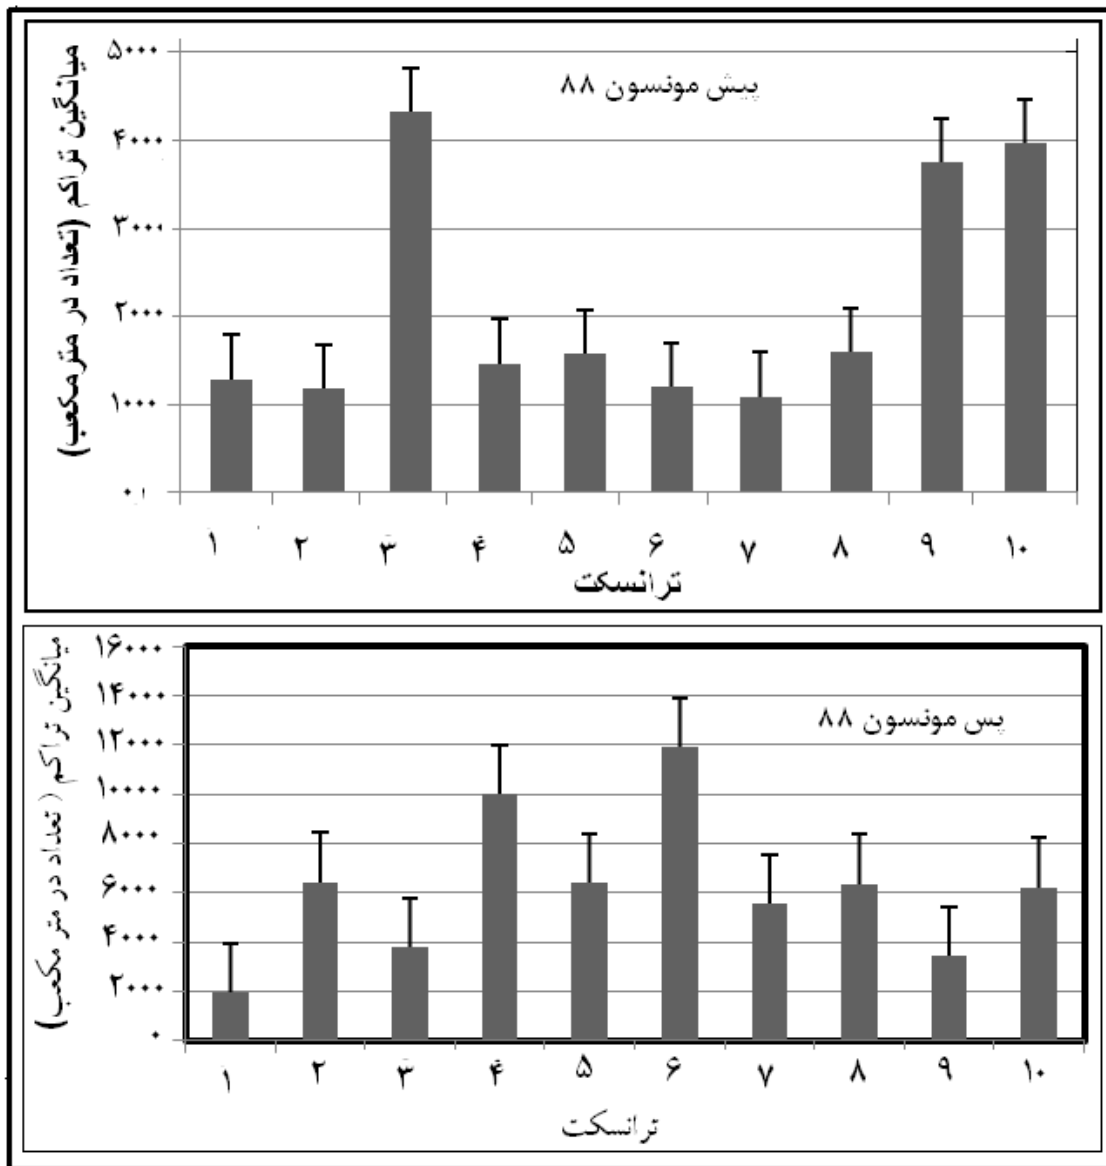 میانگین تراکم (تعداد در مترمکعب)
پیش مونسون ۸۸
۵۰۰۰
۴۰۰۰
۳۰۰۰
۲۰۰۰
۱۰۰۰
۰
۱ ۲ ۳ ۴ ۵ ۶ ۷ ۸ ۹ ۱۰
ترانسکت
میانگین تراکم ( تعداد در متر مکعب)
پس مونسون ۸۸
۱۶۰۰۰
۱۴۰۰۰
۱۲۰۰۰
۱۰۰۰۰
۸۰۰۰
۶۰۰۰
۴۰۰۰
۲۰۰۰
۰
۱ ۲ ۳ ۴ ۵ ۶ ۷ ۸ ۹ ۱۰
ترانسکت